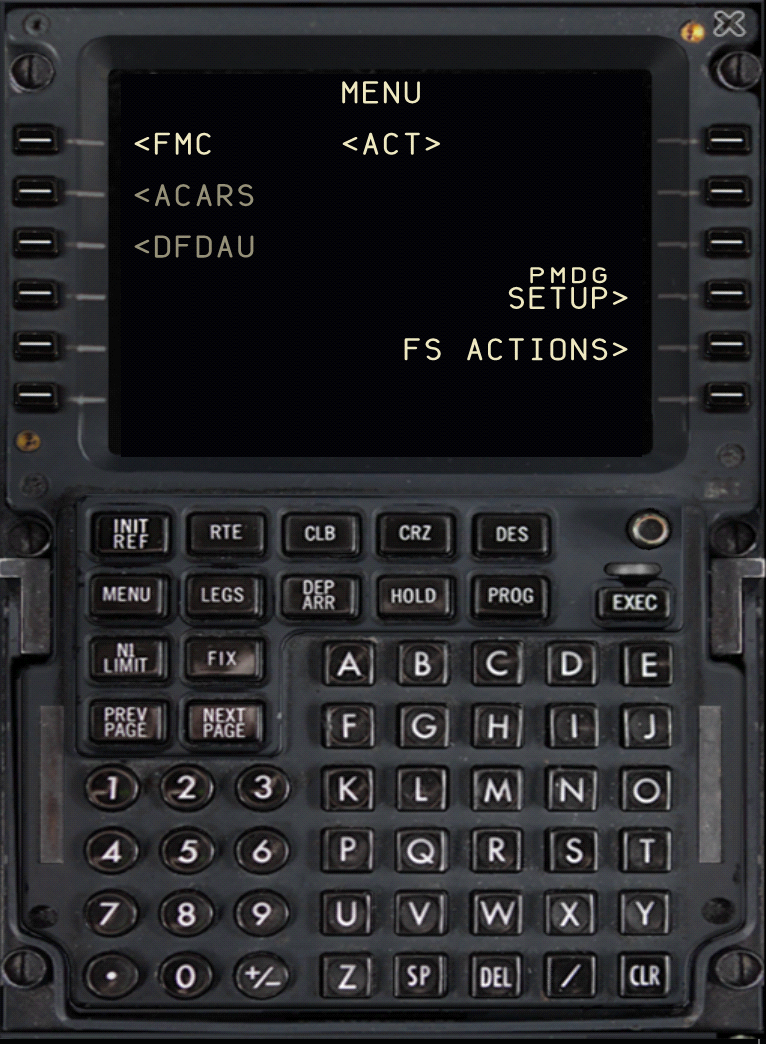 MENU
<FMC <ACT>
<ACARS
<DFDAU
PMDG
SETUP>
FS ACTIONS>
INIT REF RTE CLB CRZ DES
MENU LEGS DEP ARR HOLD PROG EXEC
N1 LIMIT FIX A B C D E
PREV PAGE NEXT PAGE F G H I J
1 2 3 K L M N O
4 5 6 P Q R S T
7 8 9 U V W X Y
. 0 +/- Z SP DEL / CLR